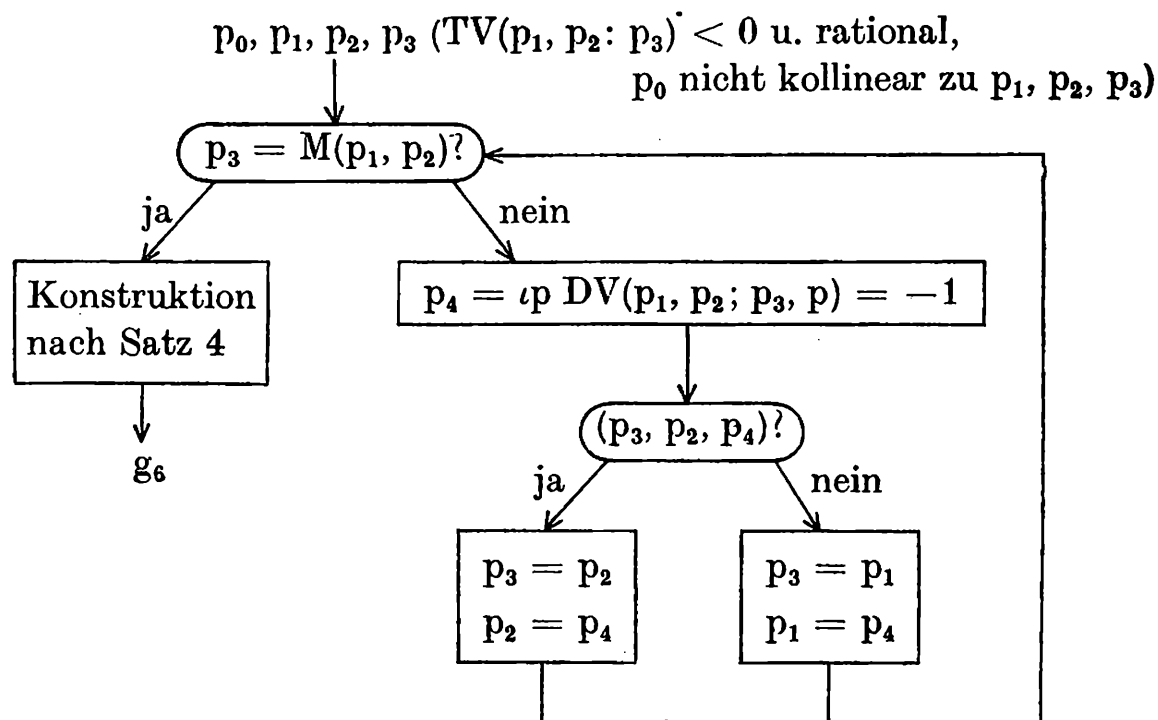 p₀, p₁, p₂, p₃ (TV(p₁, p₂: p₃) < 0 u. rational,
p₀ nicht kollinear zu p₁, p₂, p₃)
p₃ = M(p₁, p₂)?
ja
nein
Konstruktion
nach Satz 4
p₄ = ιp DV(p₁, p₂; p₃, p) = −1
g₆
(p₃, p₂, p₄)?
ja
nein
p₃ = p₂
p₂ = p₄
p₃ = p₁
p₁ = p₄